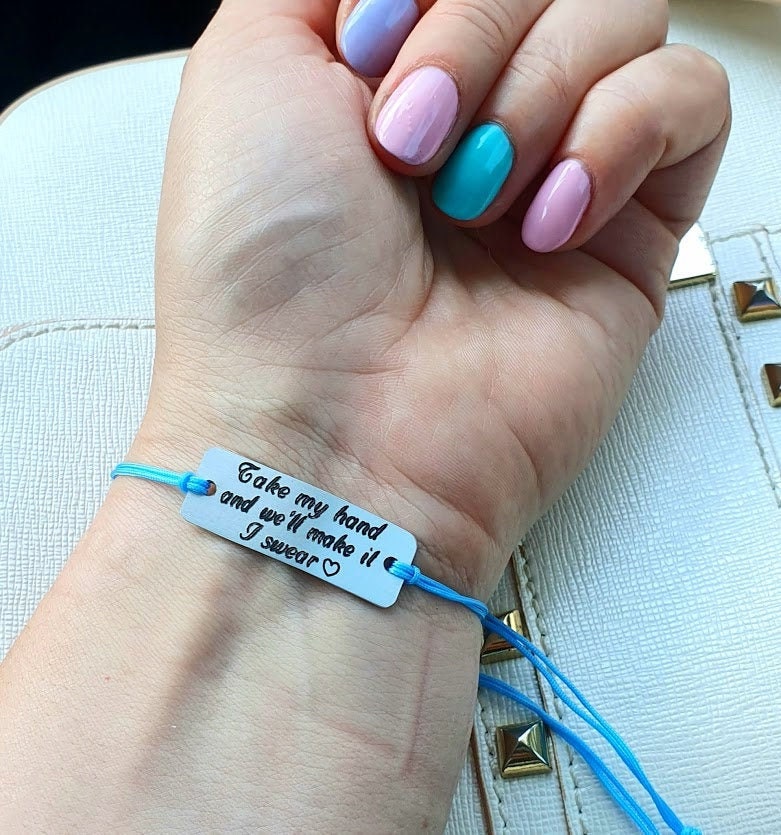 Take my hand
and we'll make it
I swear ♡